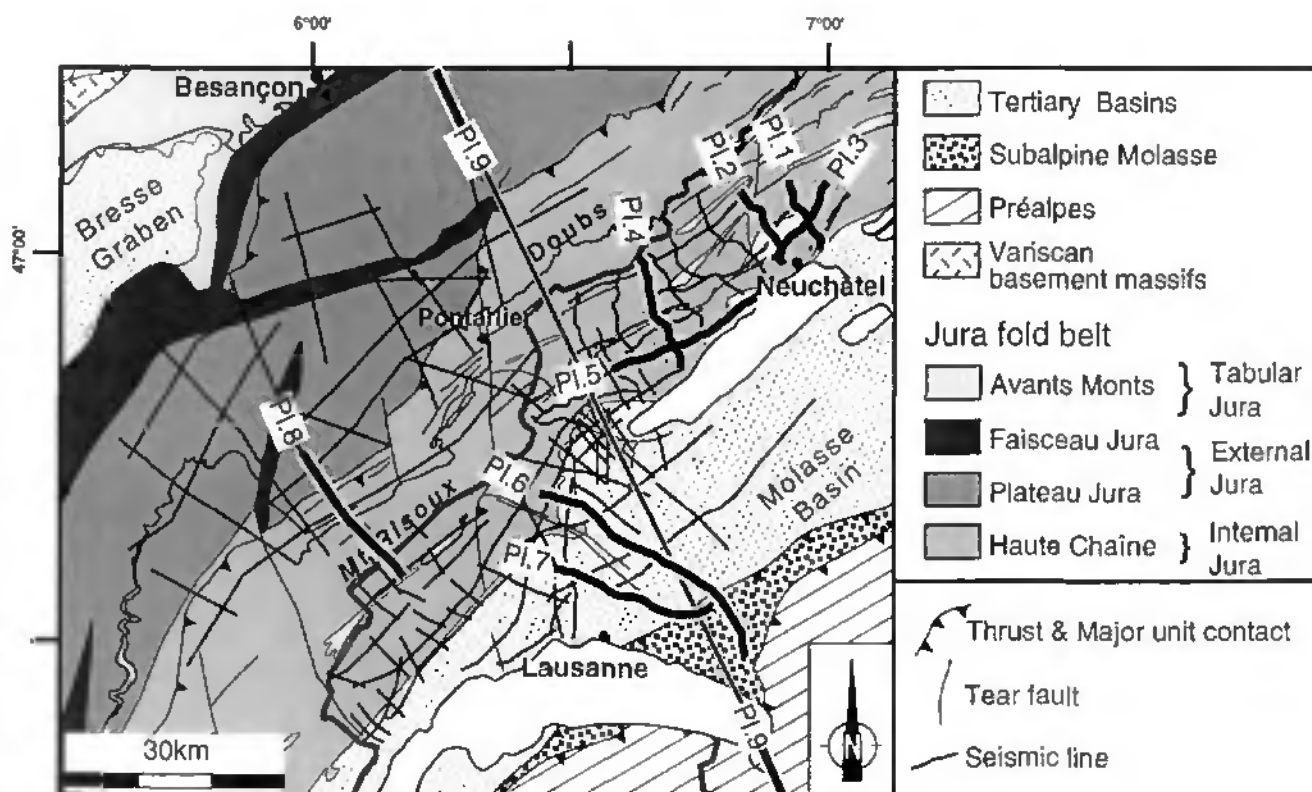 6°00'
7°00'
47°00'
Besançon
Bresse
Graben
Pl.9
Pl.2
Pl.1
Pl.3
Doubs
Pl.4
Neuchâtel
Pontarlier
Pl.5
Pl.8
Molasse
Basin
Pl.6
Mt. Risoux
Pl.7
Lausanne
Pl.9
30km
N
Tertiary Basins
Subalpine Molasse
Préalpes
Variscan
basement massifs
Jura fold belt
Avants Monts } Tabular
Jura
Faisceau Jura
} External
Jura
Plateau Jura
Haute Chaîne } Internal
Jura
Thrust & Major unit contact
Tear fault
Seismic line